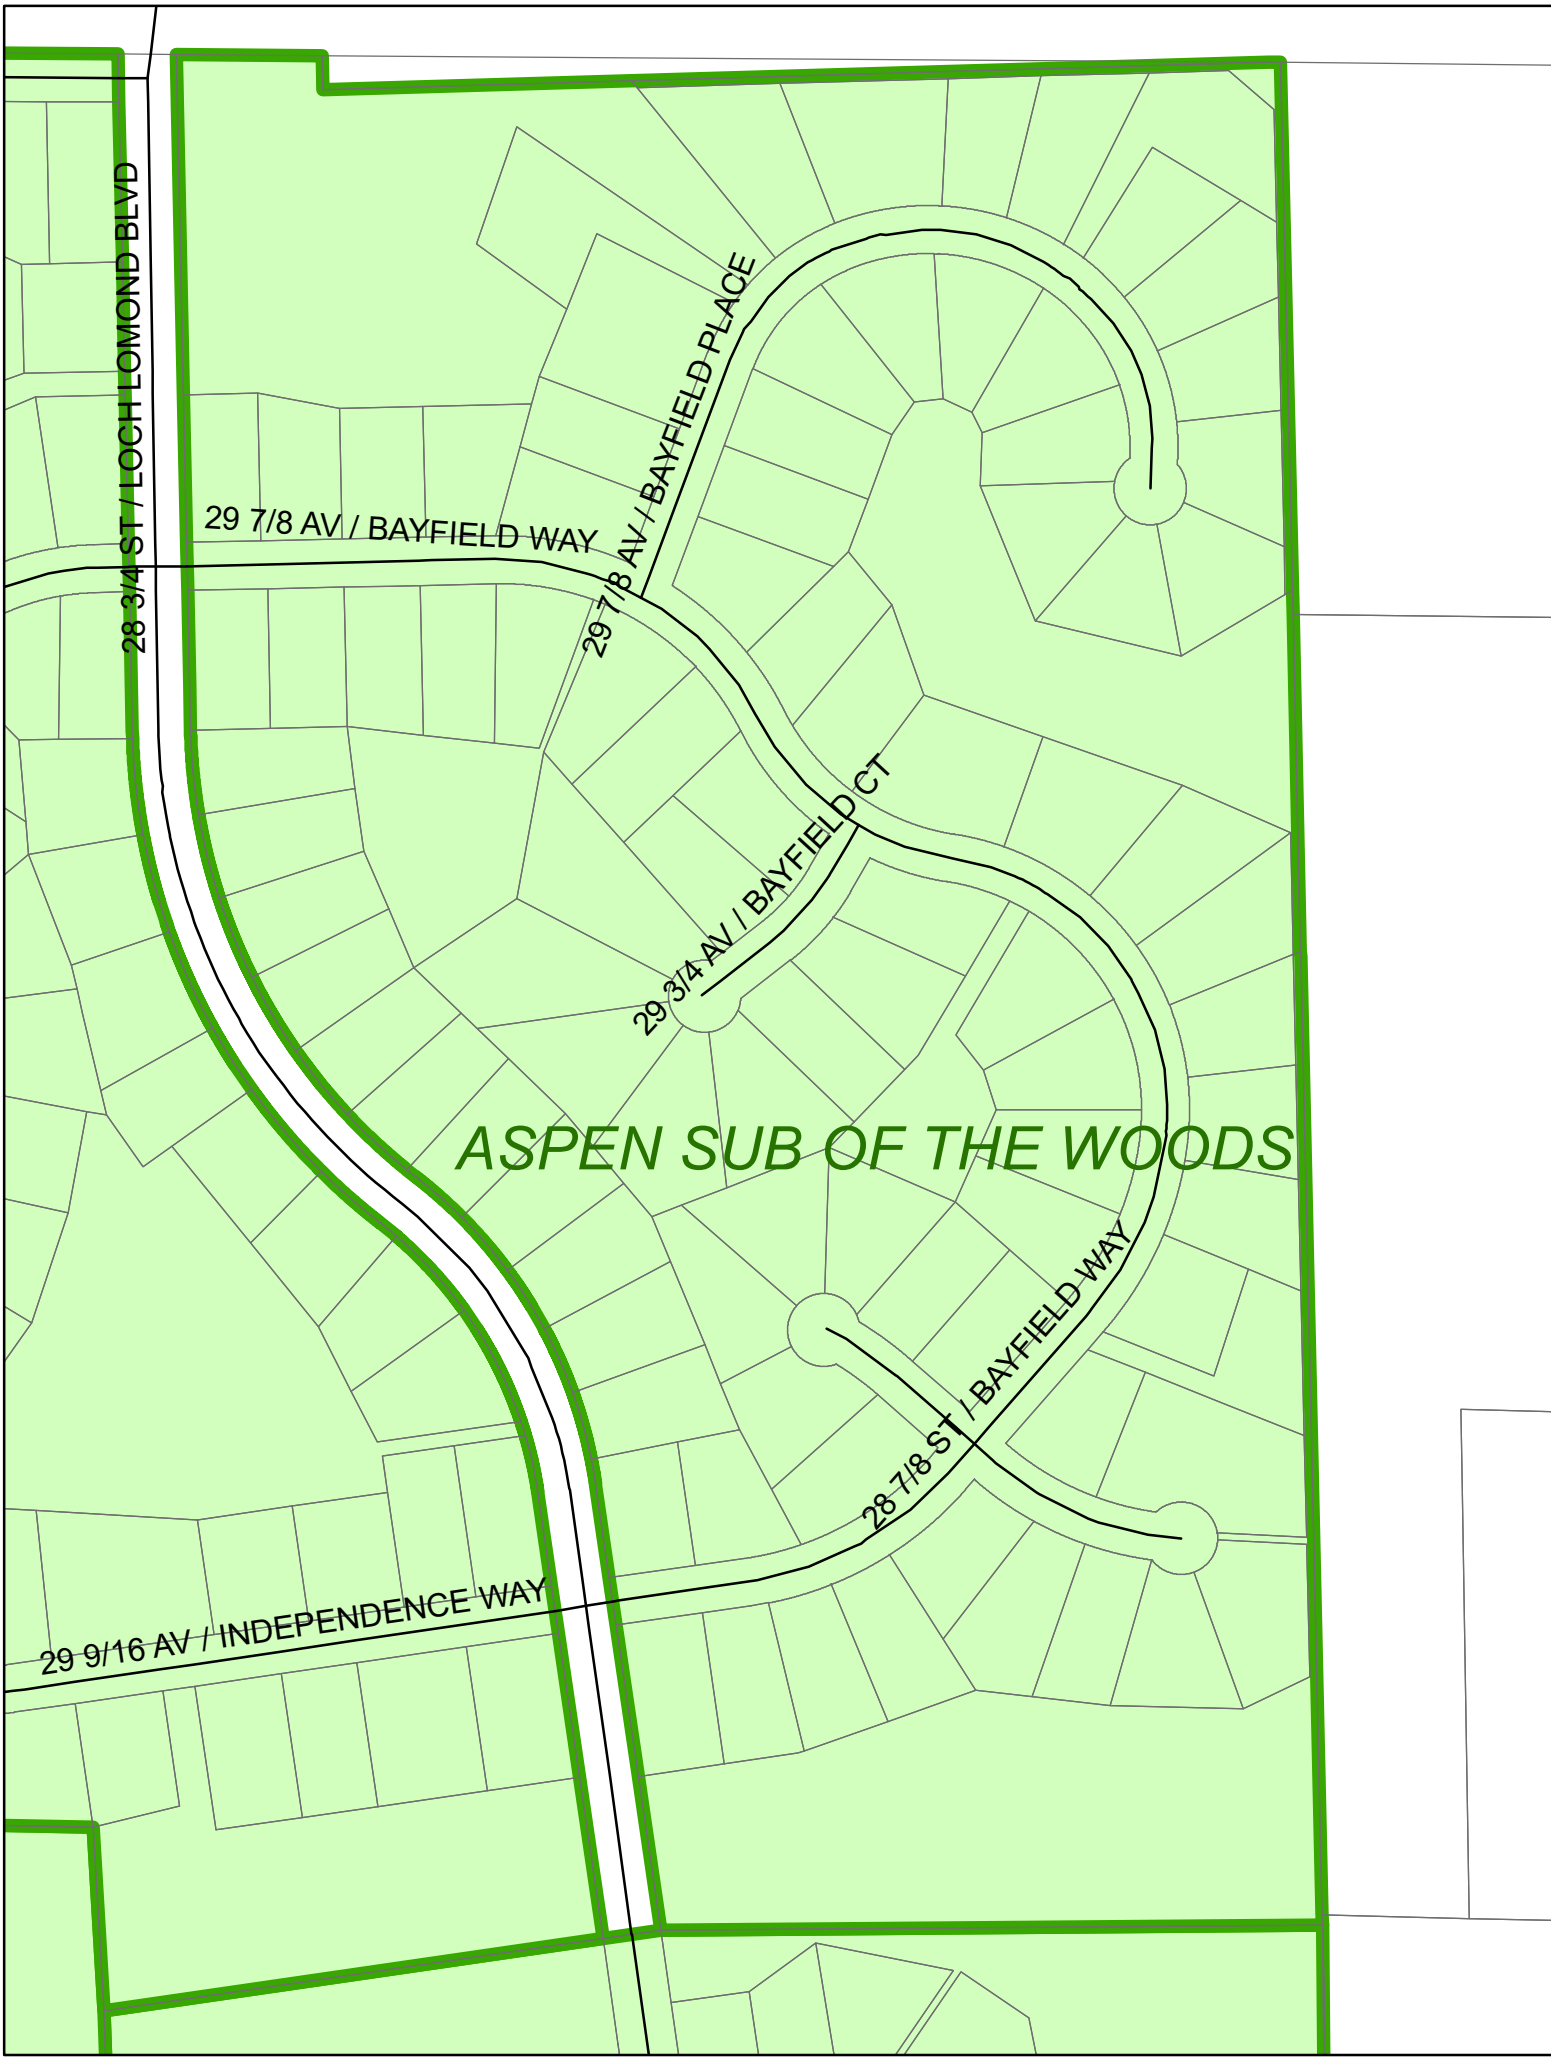 28 3/4 ST / LOCH LOMOND BLVD
29 7/8 AV / BAYFIELD PLACE
29 7/8 AV / BAYFIELD WAY
29 3/4 AV / BAYFIELD CT
ASPEN SUB OF THE WOODS
28 7/8 ST / BAYFIELD WAY
29 9/16 AV / INDEPENDENCE WAY